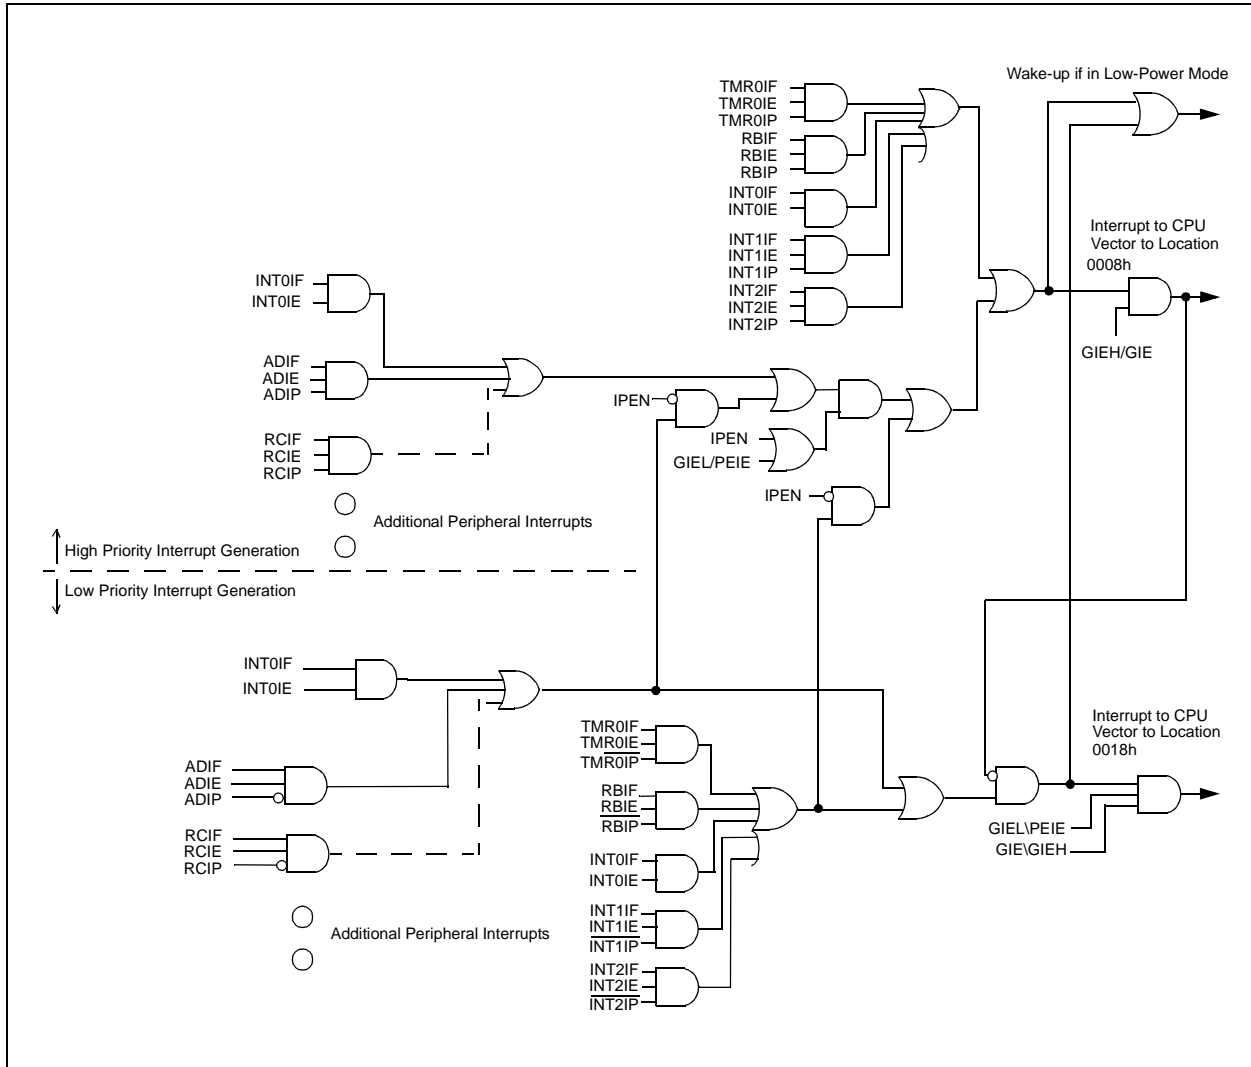 Wake-up if in Low-Power Mode
TMR0IF
TMR0IE
TMR0IP
RBIF
RBIE
RBIP
INT0IF
INT0IE
INT1IF
INT1IE
INT1IP
INT2IF
INT2IE
INT2IP
Interrupt to CPU
Vector to Location
0008h
GIEH/GIE
INT0IF
INT0IE
ADIF
ADIE
ADIP
RCIF
RCIE
RCIP
IPEN
IPEN
GIEL/PEIE
IPEN
Additional Peripheral Interrupts
High Priority Interrupt Generation
Low Priority Interrupt Generation
INT0IF
INT0IE
ADIF
ADIE
ADIP
RCIF
RCIE
RCIP
Additional Peripheral Interrupts
TMR0IF
TMR0IE
TMR0IP
RBIF
RBIE
RBIP
INT0IF
INT0IE
INT1IF
INT1IE
INT1IP
INT2IF
INT2IE
INT2IP
Interrupt to CPU
Vector to Location
0018h
GIEL\PEIE
GIE\GIEH